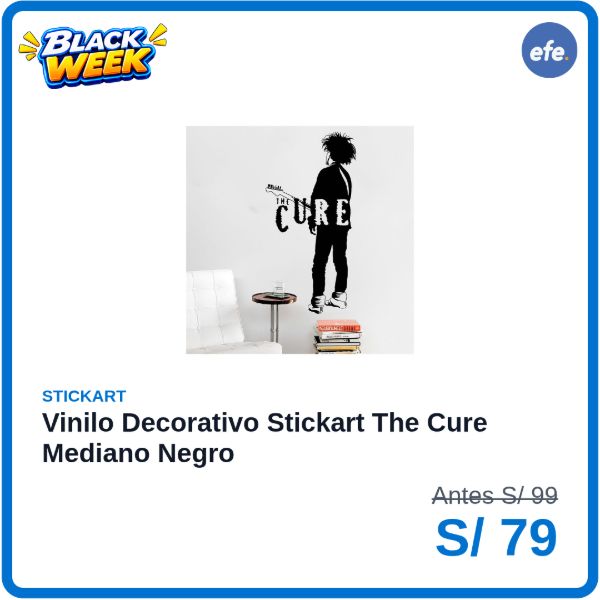 BLACK
WEEK
efe.
THE
CURE
STICKART
Vinilo Decorativo Stickart The Cure
Mediano Negro
Antes S/ 99
S/ 79